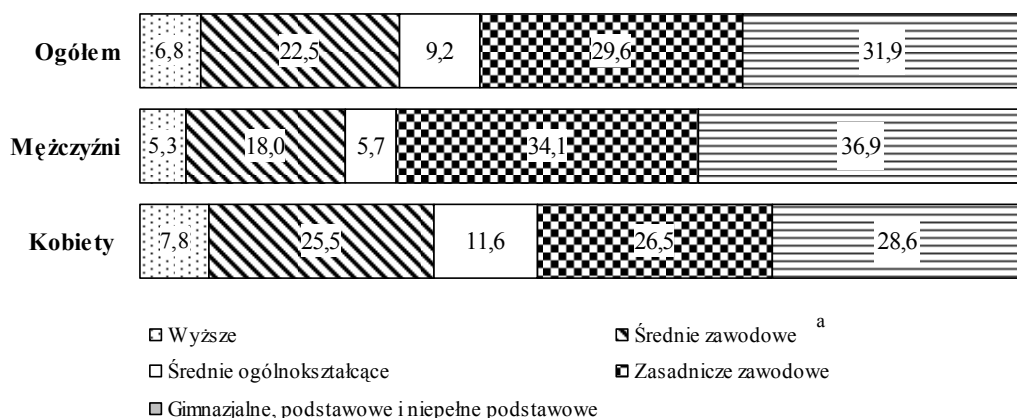 Ogółem 6,8 22,5 9,2 29,6 31,9
Mężczyźni 5,3 18,0 5,7 34,1 36,9
Kobiety 7,8 25,5 11,6 26,5 28,6
Wyższe Średnie zawodowe a
Średnie ogólnokształcące Zasadnicze zawodowe
Gimnazjalne, podstawowe i niepełne podstawowe